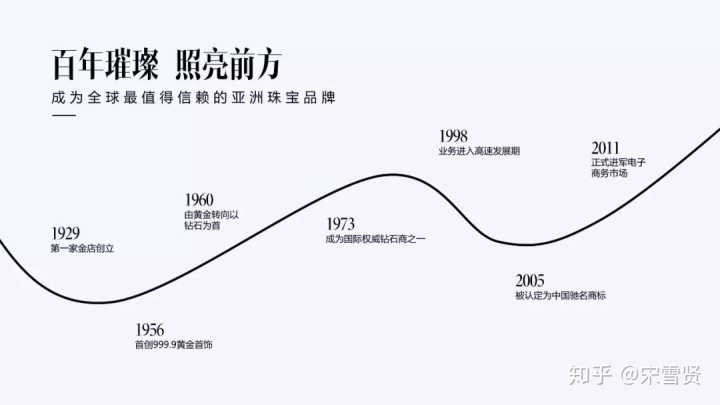 百年璀璨 照亮前方
成为全球最值得信赖的亚洲珠宝品牌
1929
第一家金店创立
1956
首创999.9黄金首饰
1960
由黄金转向以
钻石为首
1973
成为国际权威钻石商之一
1998
业务进入高速发展期
2005
被认定为中国驰名商标
2011
正式进军电子
商务市场
知乎 @宋雪贤